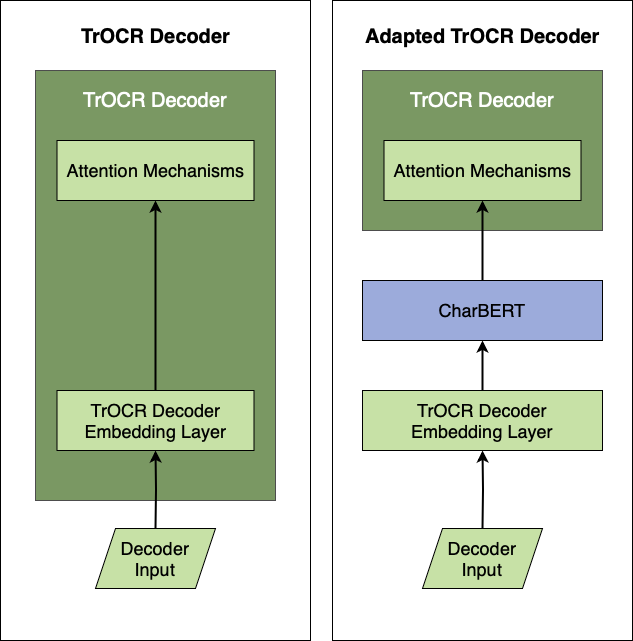 TrOCR Decoder
TrOCR Decoder
Attention Mechanisms
TrOCR Decoder
Embedding Layer
Decoder
Input
Adapted TrOCR Decoder
TrOCR Decoder
Attention Mechanisms
CharBERT
TrOCR Decoder
Embedding Layer
Decoder
Input